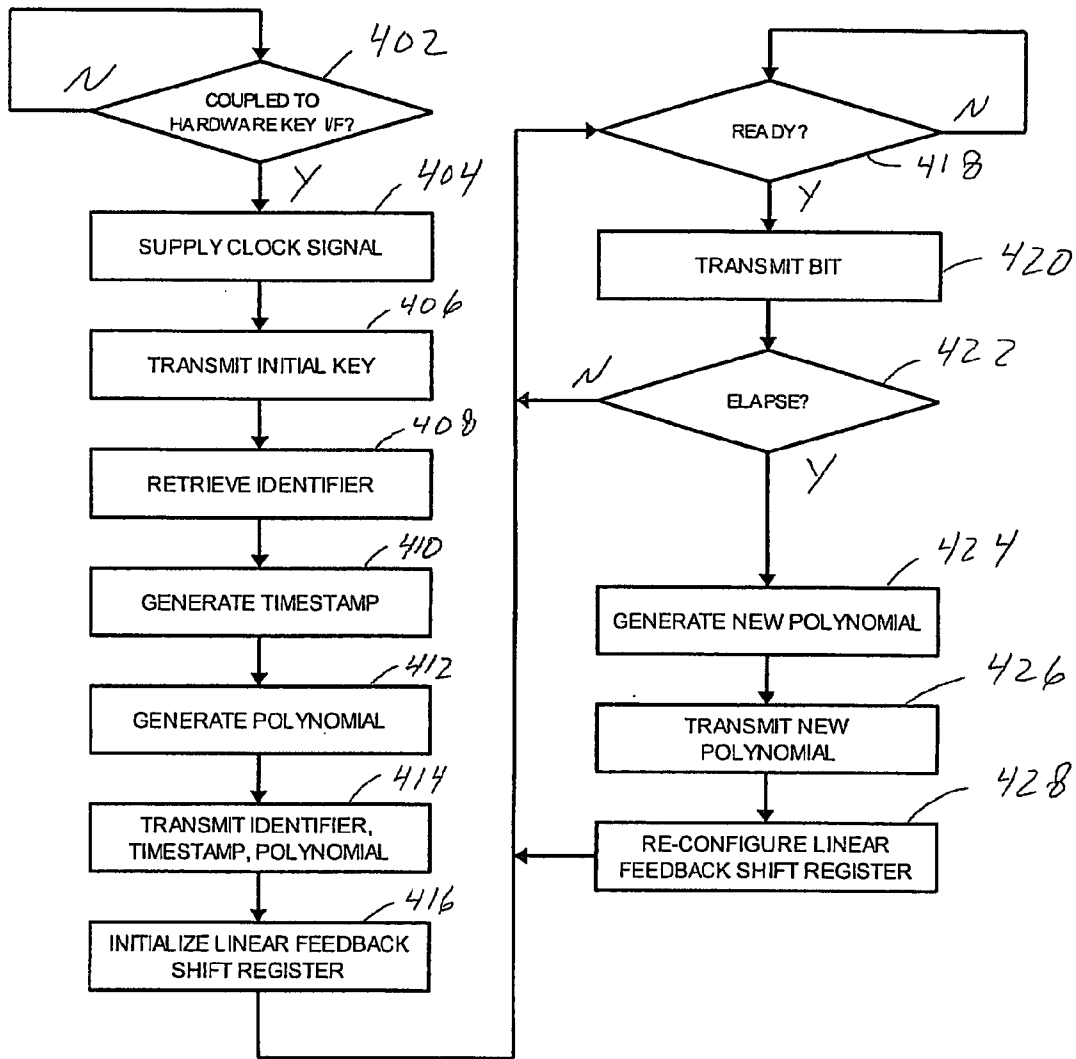 402
N
COUPLED TO
HARDWARE KEY I/F?
Y
404
SUPPLY CLOCK SIGNAL
406
TRANSMIT INITIAL KEY
408
RETRIEVE IDENTIFIER
410
GENERATE TIMESTAMP
412
GENERATE POLYNOMIAL
414
TRANSMIT IDENTIFIER,
TIMESTAMP, POLYNOMIAL
416
INITIALIZE LINEAR FEEDBACK
SHIFT REGISTER
READY?
N
418
Y
TRANSMIT BIT
420
422
N
ELAPSE?
Y
424
GENERATE NEW POLYNOMIAL
426
TRANSMIT NEW
POLYNOMIAL
428
RE-CONFIGURE LINEAR
FEEDBACK SHIFT REGISTER